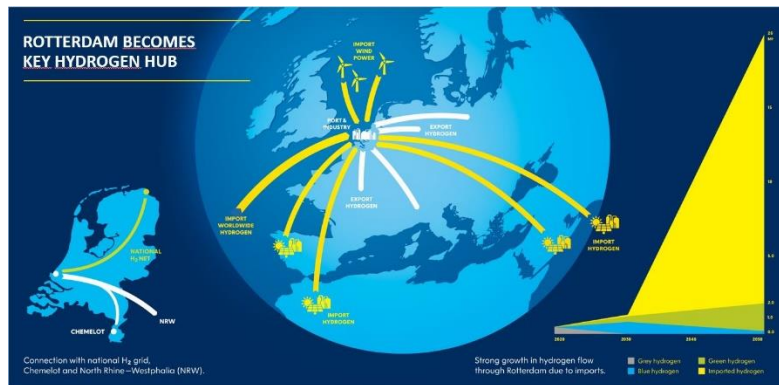 ROTTERDAM BECOMES
KEY HYDROGEN HUB
IMPORT
WIND
POWER
PORT &
INDUSTRY
EXPORT
HYDROGEN
EXPORT
HYDROGEN
IMPORT
WORLDWIDE
HYDROGEN
IMPORT
HYDROGEN
IMPORT
HYDROGEN
NATIONAL
H₂ NET
NRW
CHEMELOT
Connection with national H₂ grid,
Chemelot and North Rhine–Westphalia (NRW).
Strong growth in hydrogen flow
through Rotterdam due to imports.
2030
2040
Grey hydrogen
Green hydrogen
Blue hydrogen
Imported hydrogen